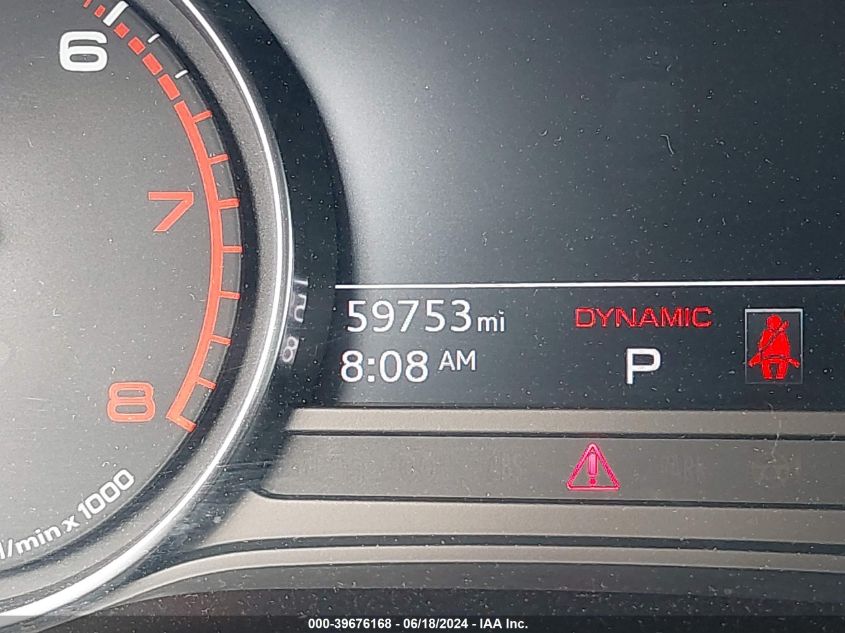 6
7
8
59753 mi
DYNAMIC
8:08 AM
P
/min x 1000
000-39676168 - 06/18/2024 - IAA Inc.